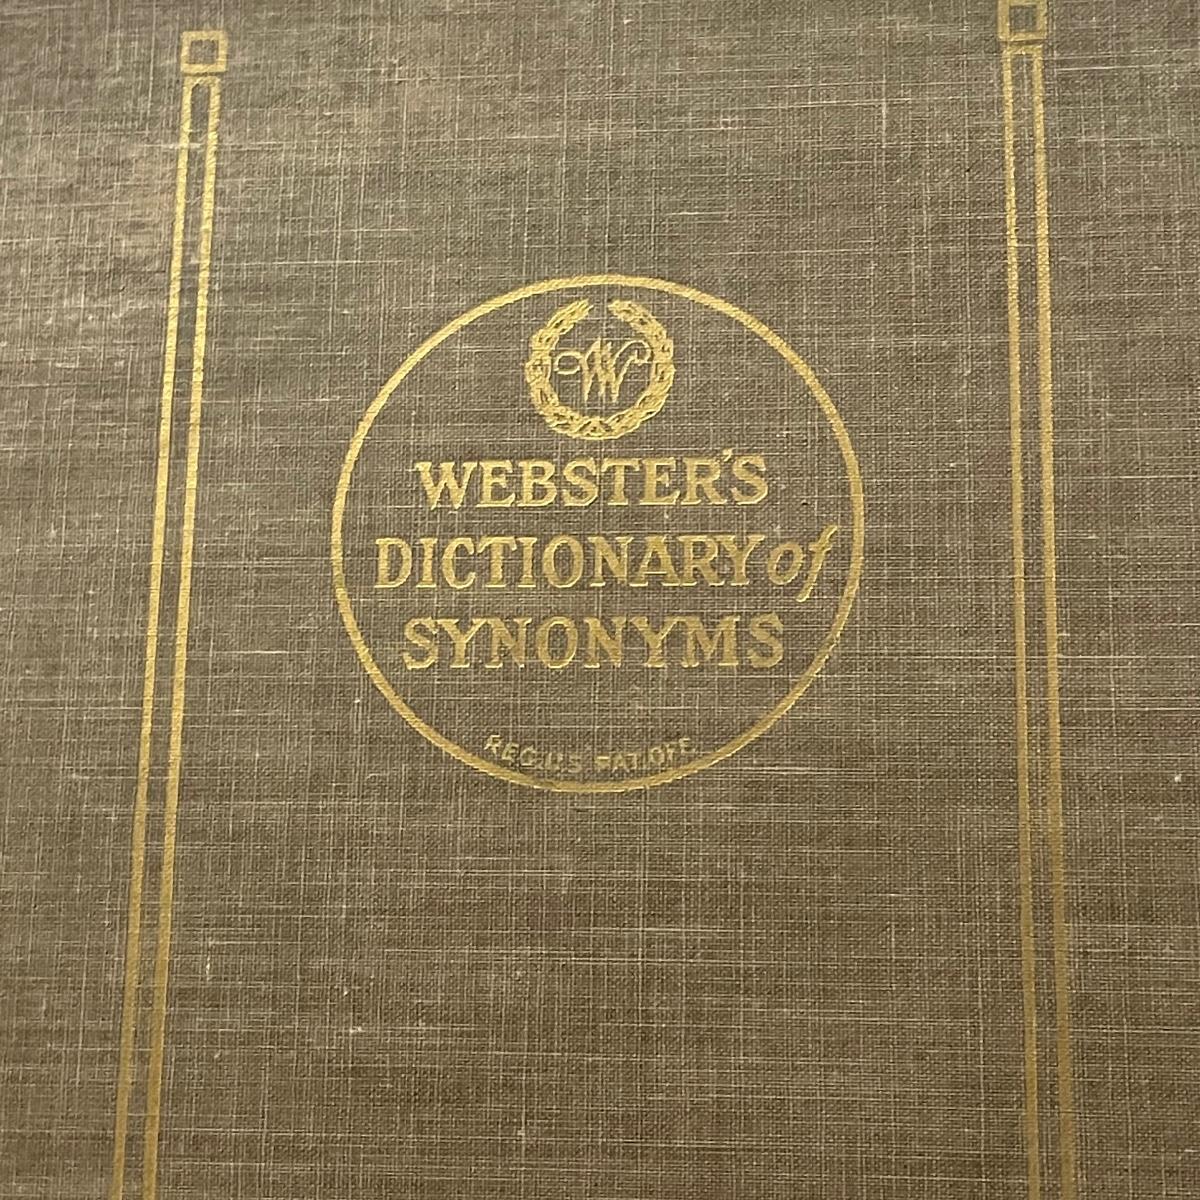 W
WEBSTER'S
DICTIONARY of
SYNONYMS
REG. U.S. PAT. OFF.